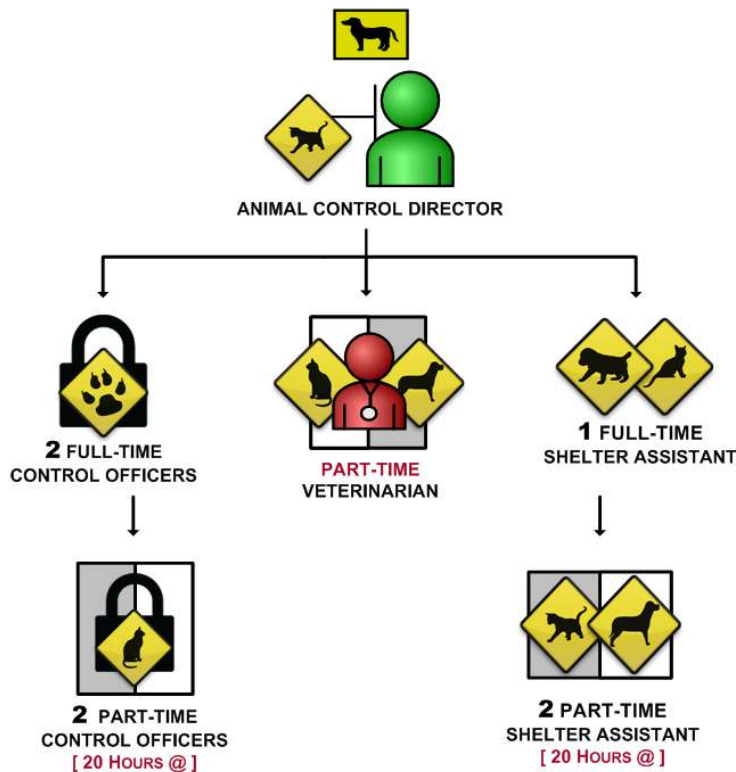 ANIMAL CONTROL DIRECTOR
2 FULL-TIME
CONTROL OFFICERS
PART-TIME
VETERINARIAN
1 FULL-TIME
SHELTER ASSISTANT
2 PART-TIME
CONTROL OFFICERS
[ 20 HOURS @ ]
2 PART-TIME
SHELTER ASSISTANT
[ 20 HOURS @ ]